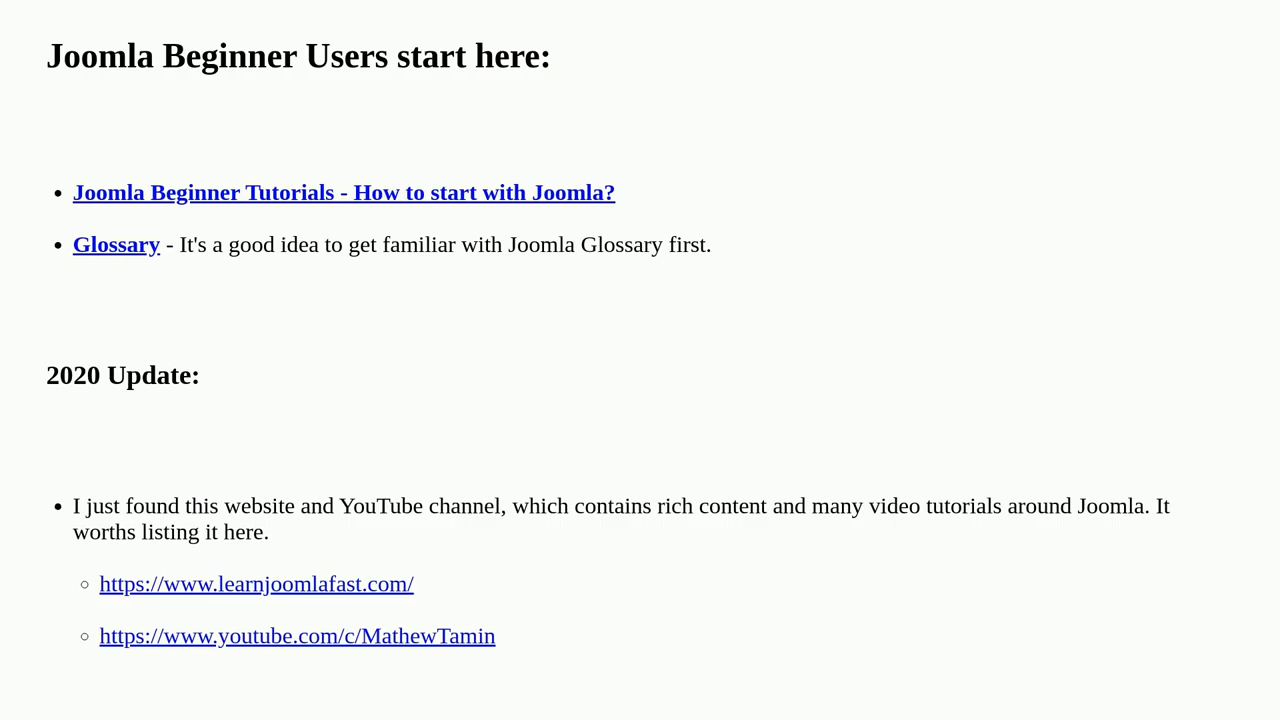 Joomla Beginner Users start here:
Joomla Beginner Tutorials - How to start with Joomla?
Glossary - It's a good idea to get familiar with Joomla Glossary first.
2020 Update:
I just found this website and YouTube channel, which contains rich content and many video tutorials around Joomla. It
worths listing it here.
https://www.learnjoomlafast.com/
https://www.youtube.com/c/MathewTamin